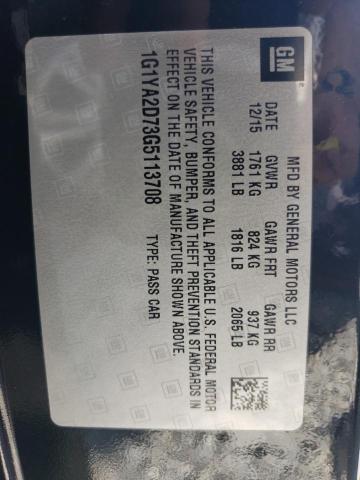 GM
MFD BY GENERAL MOTORS LLC
DATE GVWR GAWR FRT GAWR RR
12/15 1761 KG 824 KG 937 KG
3881 LB 1816 LB 2065 LB
THIS VEHICLE CONFORMS TO ALL APPLICABLE U.S. FEDERAL MOTOR
VEHICLE SAFETY, BUMPER, AND THEFT PREVENTION STANDARDS IN
EFFECT ON THE DATE OF MANUFACTURE SHOWN ABOVE.
1G1YA2D73G5113708 TYPE: PASS CAR